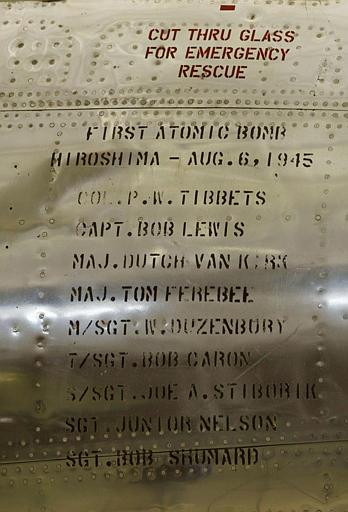 CUT THRU GLASS
FOR EMERGENCY
RESCUE
FIRST ATOMIC BOMB
HIROSHIMA – AUG. 6, 1945
COL. P. W. TIBBETS
CAPT. BOB LEWIS
MAJ. DUTCH VAN KIRK
MAJ. TOM FEREBEE
M/SGT. W. DUZENBURY
T/SGT. BOB CARON
S/SGT. JOE A. STIBORIK
SGT. JUNIOR NELSON
SGT. BOB SHUMARD